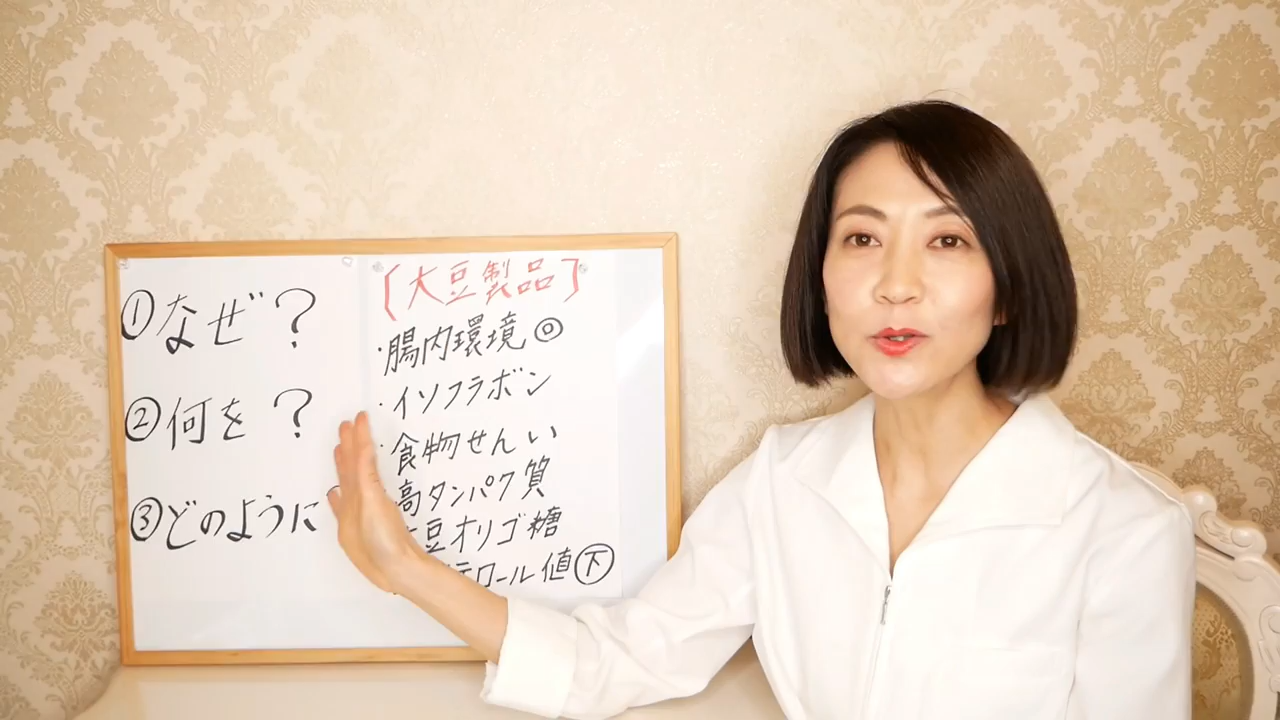 ①なぜ?
②何を?
③どのように
[大豆製品]
・腸内環境◎
・イソフラボン
・食物せんい
高タンパク質
大豆オリゴ糖
テロール値㊦